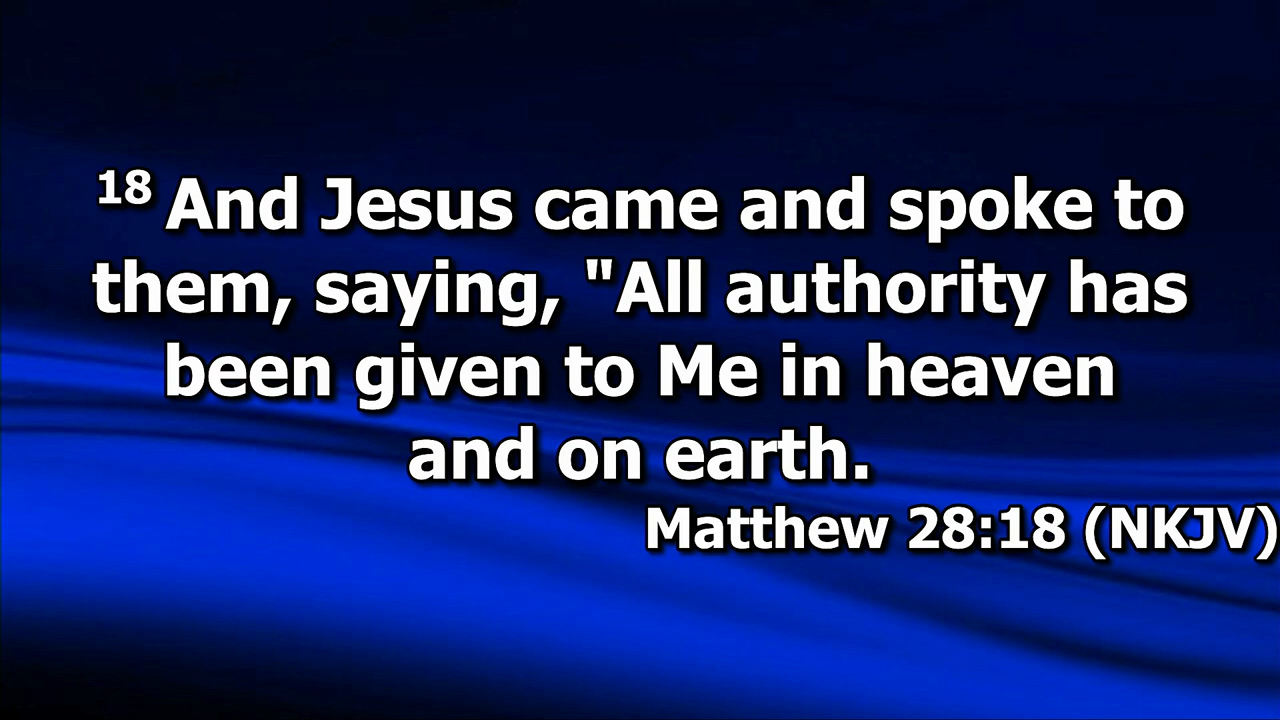 18 And Jesus came and spoke to
them, saying, "All authority has
been given to Me in heaven
and on earth.
Matthew 28:18 (NKJV)